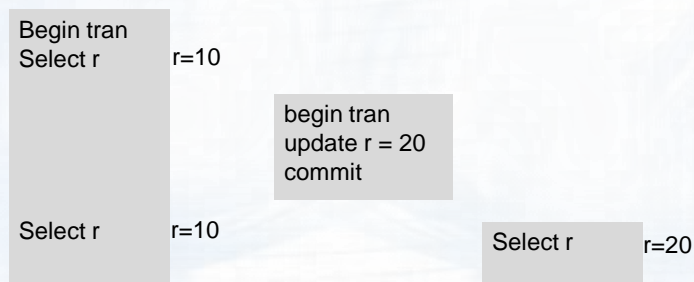 Begin tran
Select r r=10
begin tran
update r = 20
commit
Select r r=10
Select r r=20